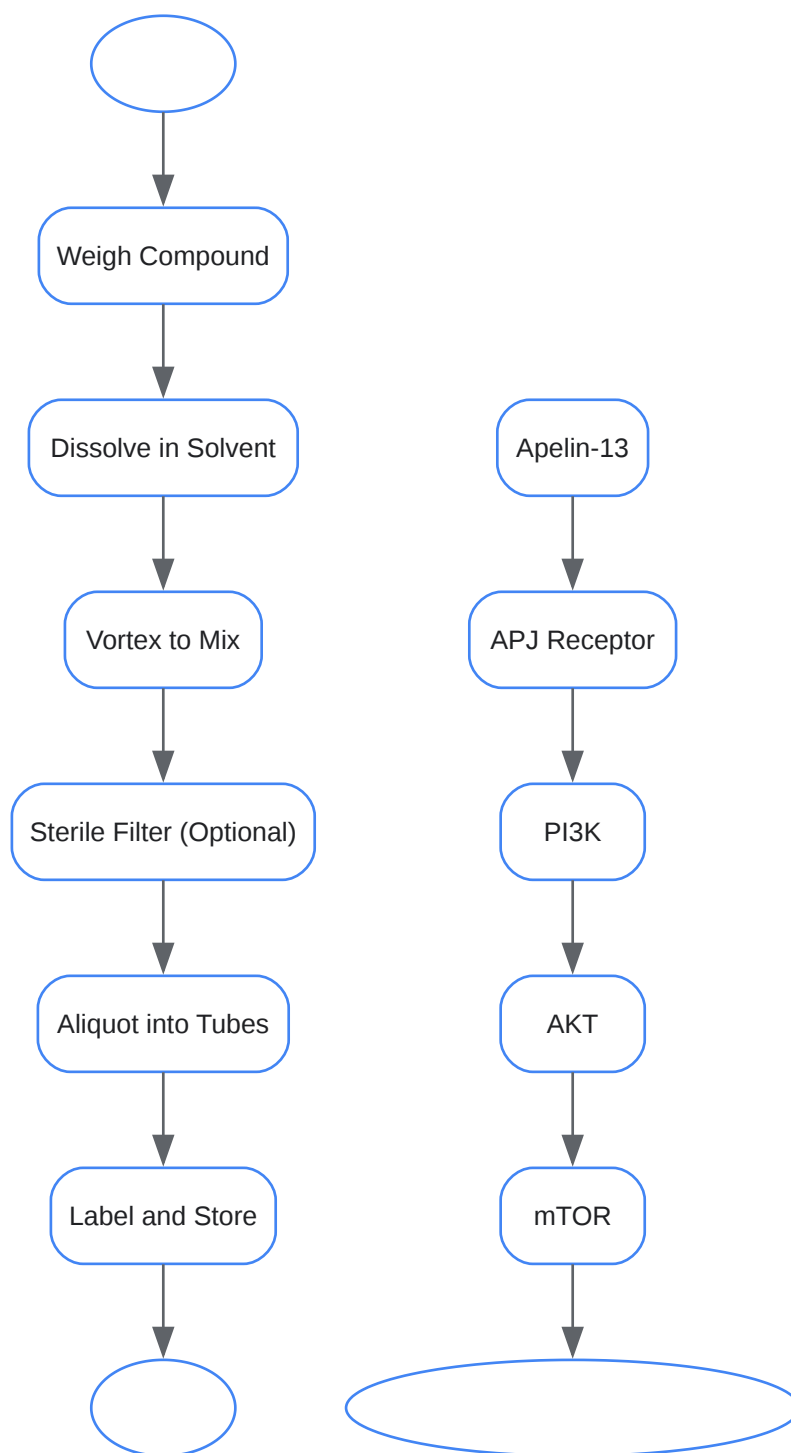 Weigh Compound
Dissolve in Solvent
Vortex to Mix
Sterile Filter (Optional)
Aliquot into Tubes
Label and Store
Apelin-13
APJ Receptor
PI3K
AKT
mTOR